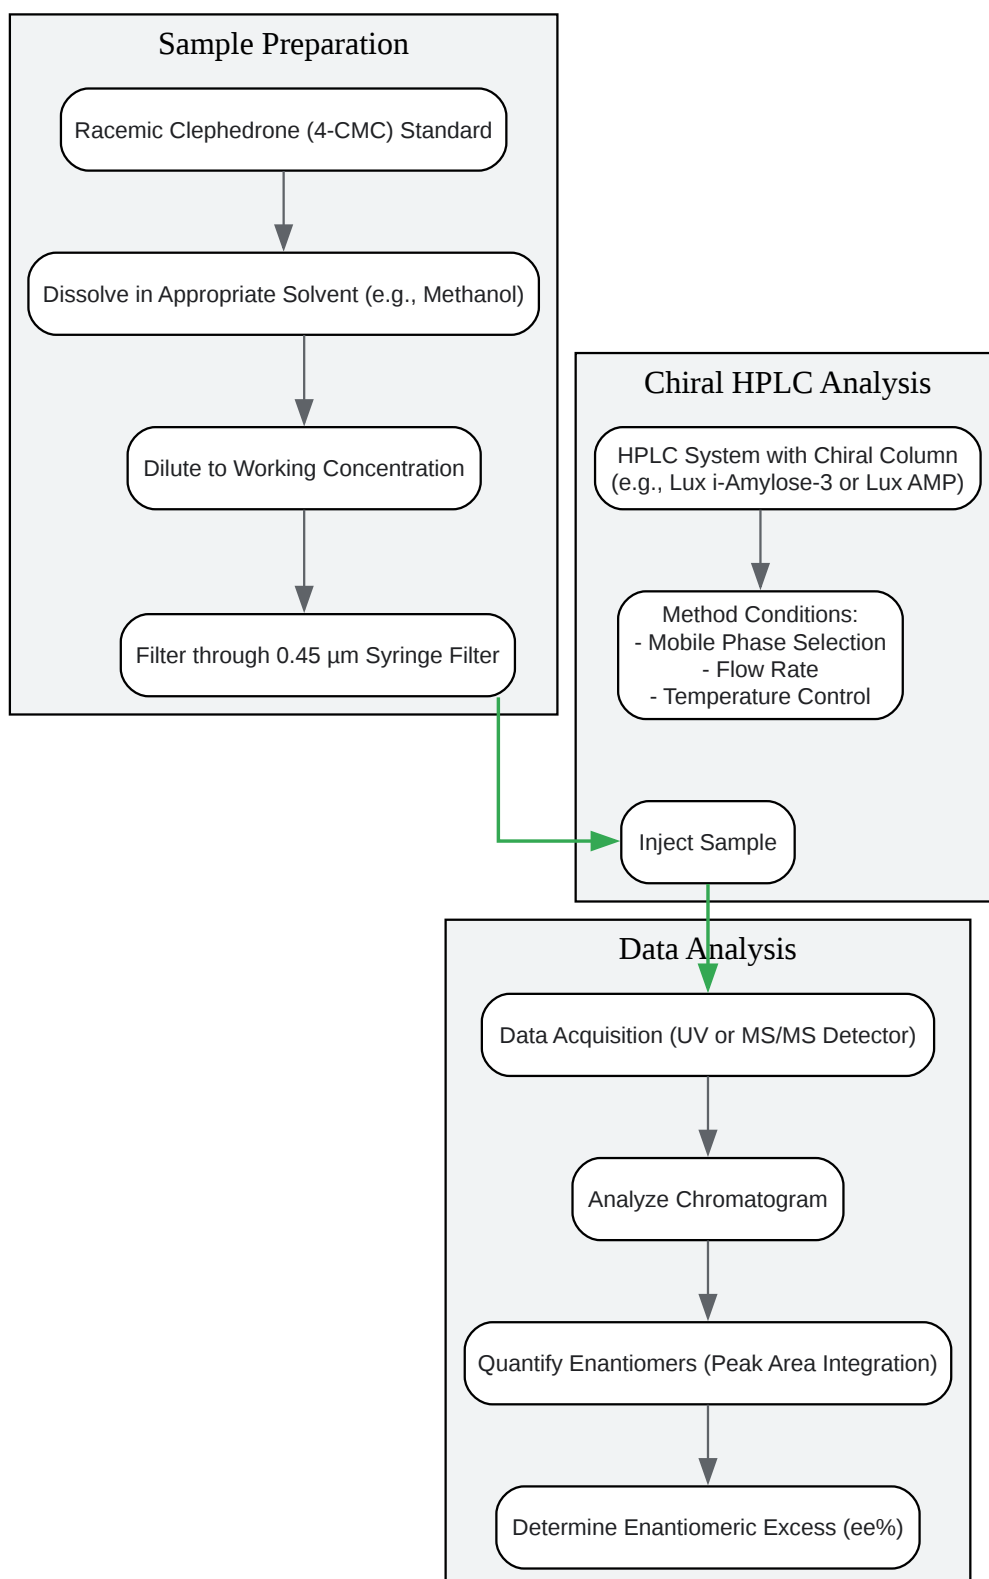 Sample Preparation
Racemic Clephedrone (4-CMC) Standard
Dissolve in Appropriate Solvent (e.g., Methanol)
Dilute to Working Concentration
Filter through 0.45 µm Syringe Filter
Chiral HPLC Analysis
HPLC System with Chiral Column
(e.g., Lux i-Amylose-3 or Lux AMP)
Method Conditions:
- Mobile Phase Selection
- Flow Rate
- Temperature Control
Inject Sample
Data Analysis
Data Acquisition (UV or MS/MS Detector)
Analyze Chromatogram
Quantify Enantiomers (Peak Area Integration)
Determine Enantiomeric Excess (ee%)